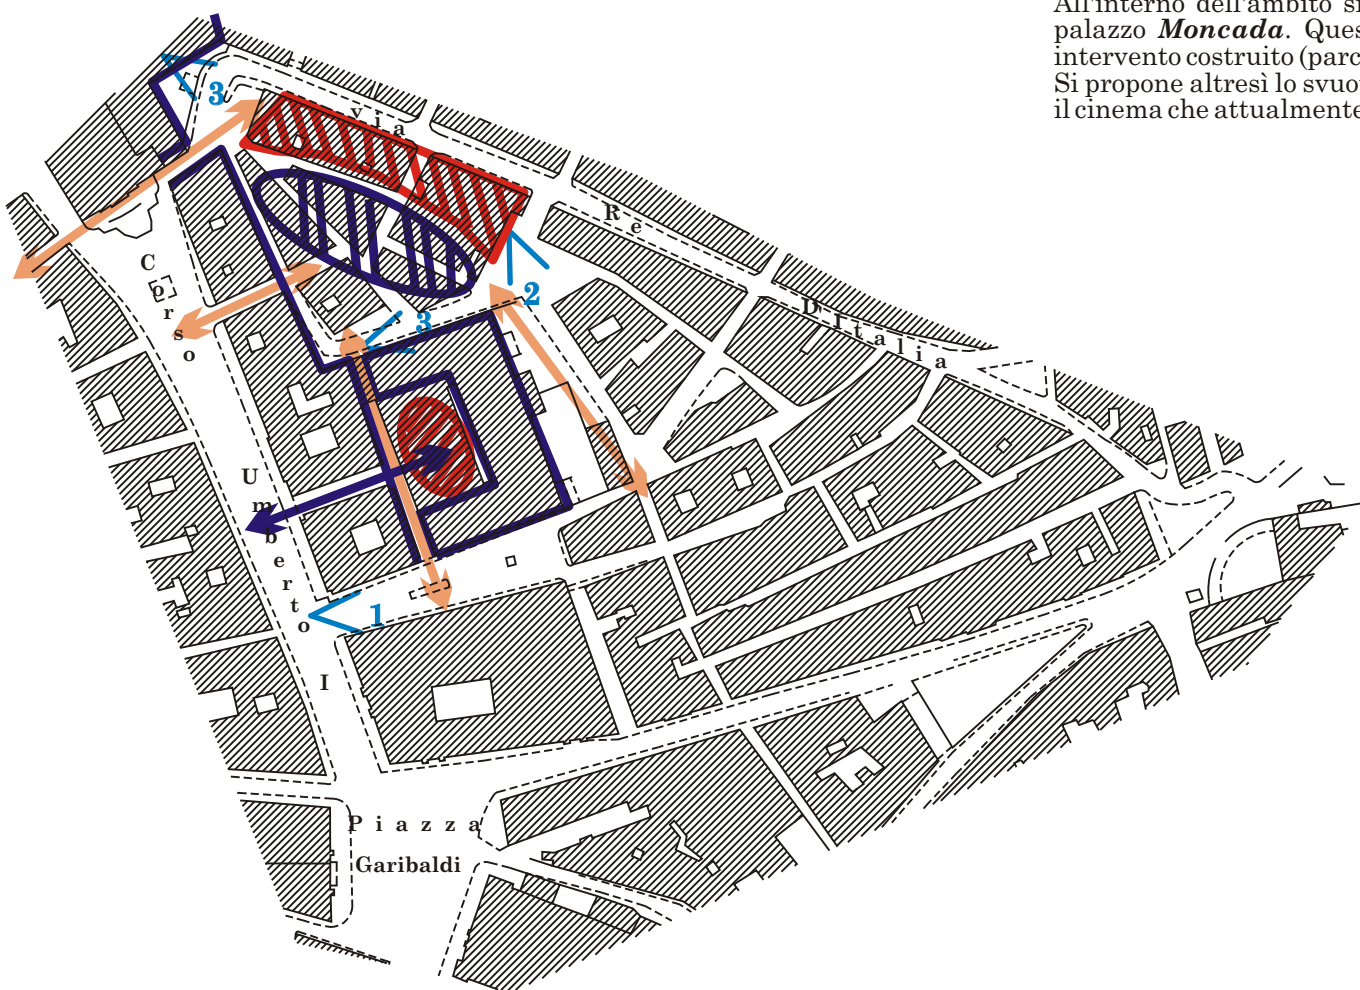 All'interno dell'ambito si
palazzo Moncada. Ques
intervento costruito (parc
Si propone altresì lo svuo
il cinema che attualmente
3
via
Re
D'Italia
2
3
Corso
Umberto
I
1
Piazza
Garibaldi